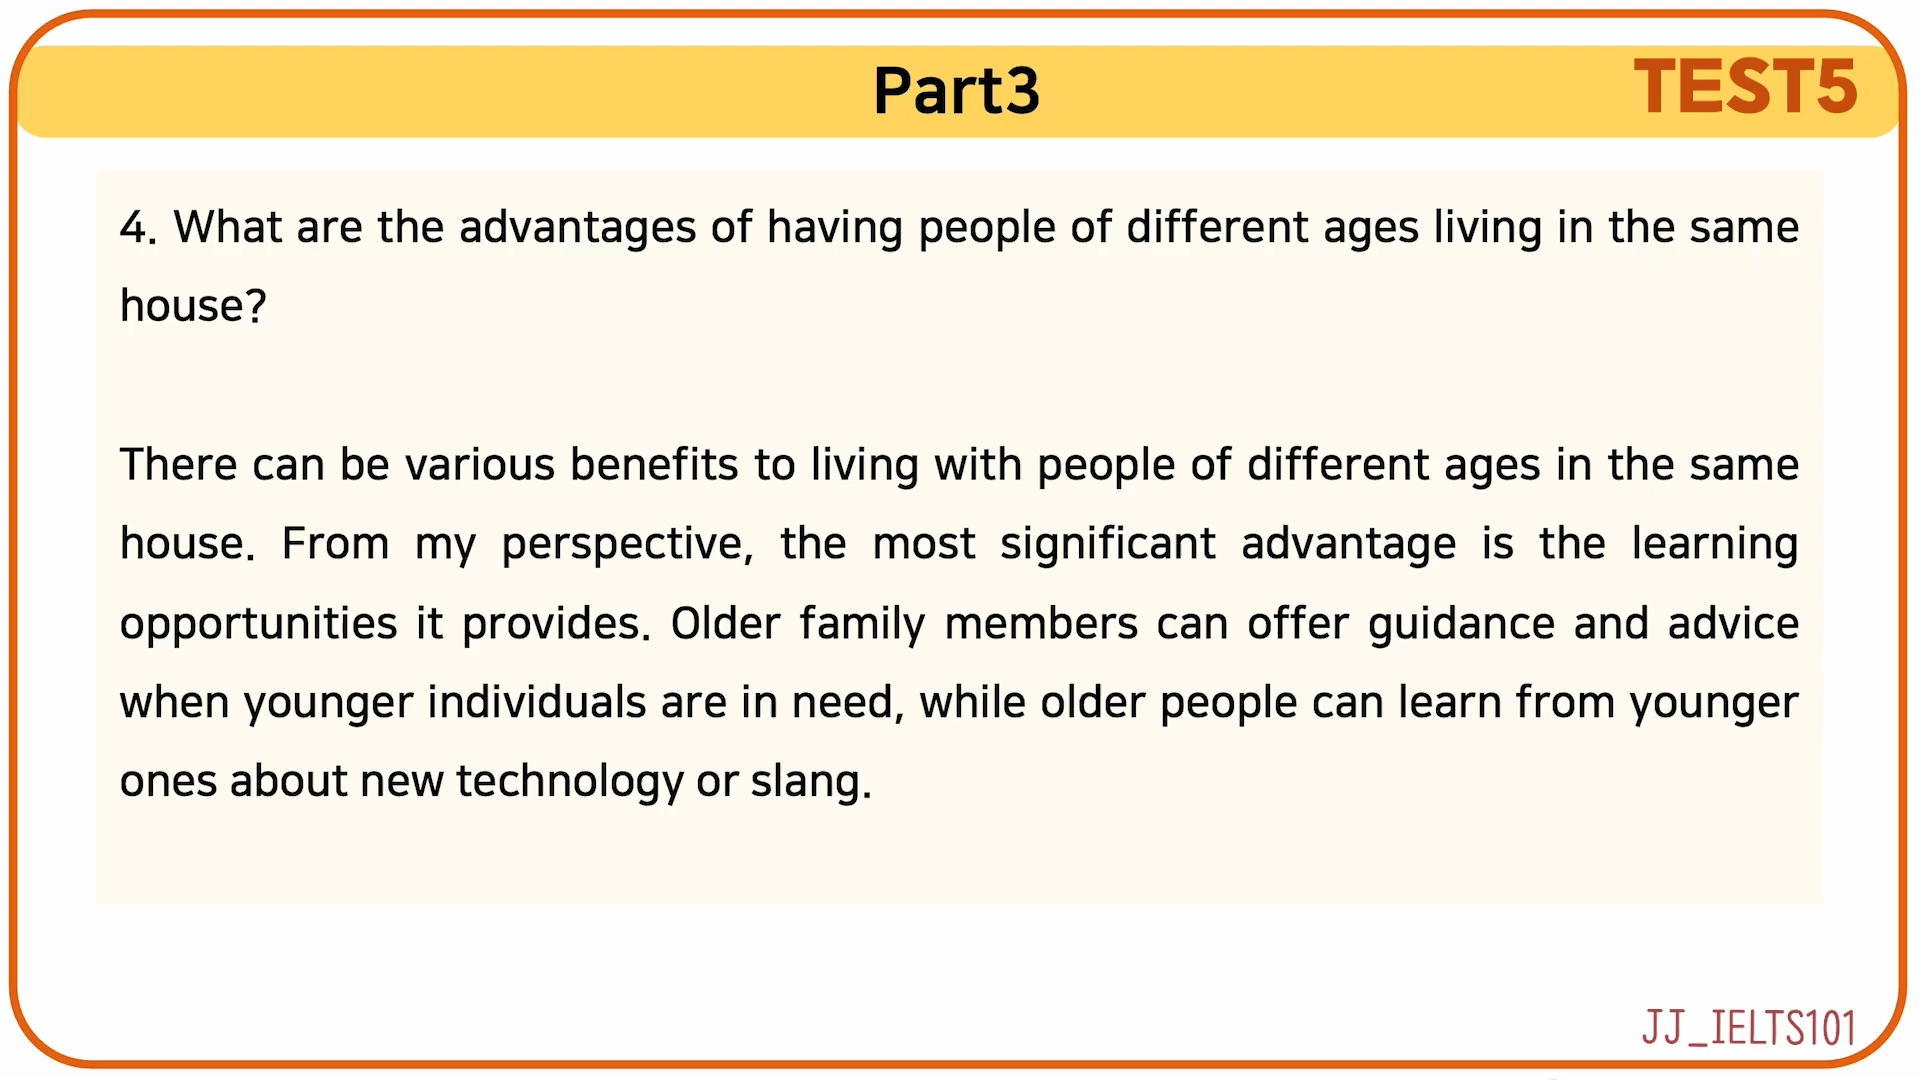 Part3
TEST5
4. What are the advantages of having people of different ages living in the same
house?
There can be various benefits to living with people of different ages in the same
house. From my perspective, the most significant advantage is the learning
opportunities it provides. Older family members can offer guidance and advice
when younger individuals are in need, while older people can learn from younger
ones about new technology or slang.
JJ_IELTS101